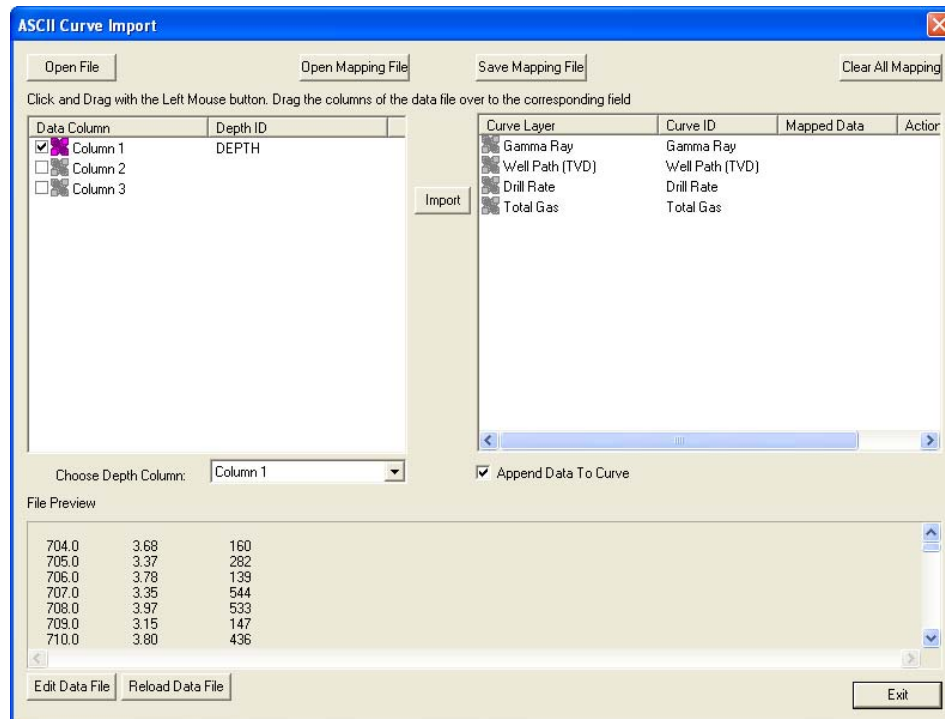 ASCII Curve Import
Open File Open Mapping File Save Mapping File Clear All Mapping
Click and Drag with the Left Mouse button. Drag the columns of the data file over to the corresponding field
Data Column Depth ID
Column 1 DEPTH
Column 2
Column 3
Import
Curve Layer Curve ID Mapped Data Action
Gamma Ray Gamma Ray
Well Path (TVD) Well Path (TVD)
Drill Rate Drill Rate
Total Gas Total Gas
Choose Depth Column: Column 1
Append Data To Curve
File Preview
704.0 3.68 160
705.0 3.37 282
706.0 3.78 139
707.0 3.35 544
708.0 3.97 533
709.0 3.15 147
710.0 3.80 436
Edit Data File Reload Data File
Exit